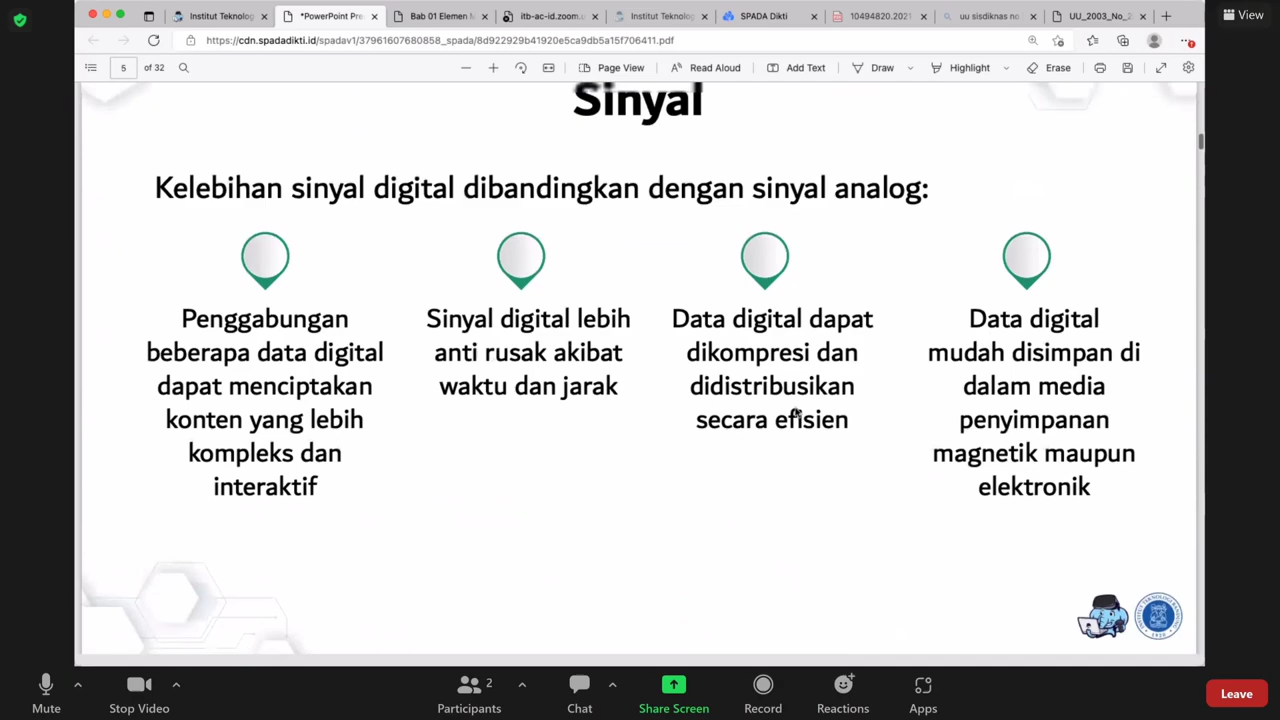 View
Institut Teknolog
*PowerPoint Pre
Bab 01 Elemen M
itb-ac-id.zoom.u
Institut Teknolog
SPADA Dikti
10494820.2021
uu sisdiknas no
UU_2003_No_2
https://cdn.spadadikti.id/spadav1/37961607680858_spada/8d922929b41920e5ca9db5a15f706411.pdf
5 of 32
Page View
Read Aloud
Add Text
Draw
Highlight
Erase
Sinyal
Kelebihan sinyal digital dibandingkan dengan sinyal analog:
Penggabungan
beberapa data digital
dapat menciptakan
konten yang lebih
kompleks dan
interaktif
Sinyal digital lebih
anti rusak akibat
waktu dan jarak
Data digital dapat
dikompresi dan
didistribusikan
secara efisien
Data digital
mudah disimpan di
dalam media
penyimpanan
magnetik maupun
elektronik
Mute
Stop Video
2
Participants
Chat
Share Screen
Record
Reactions
Apps
Leave